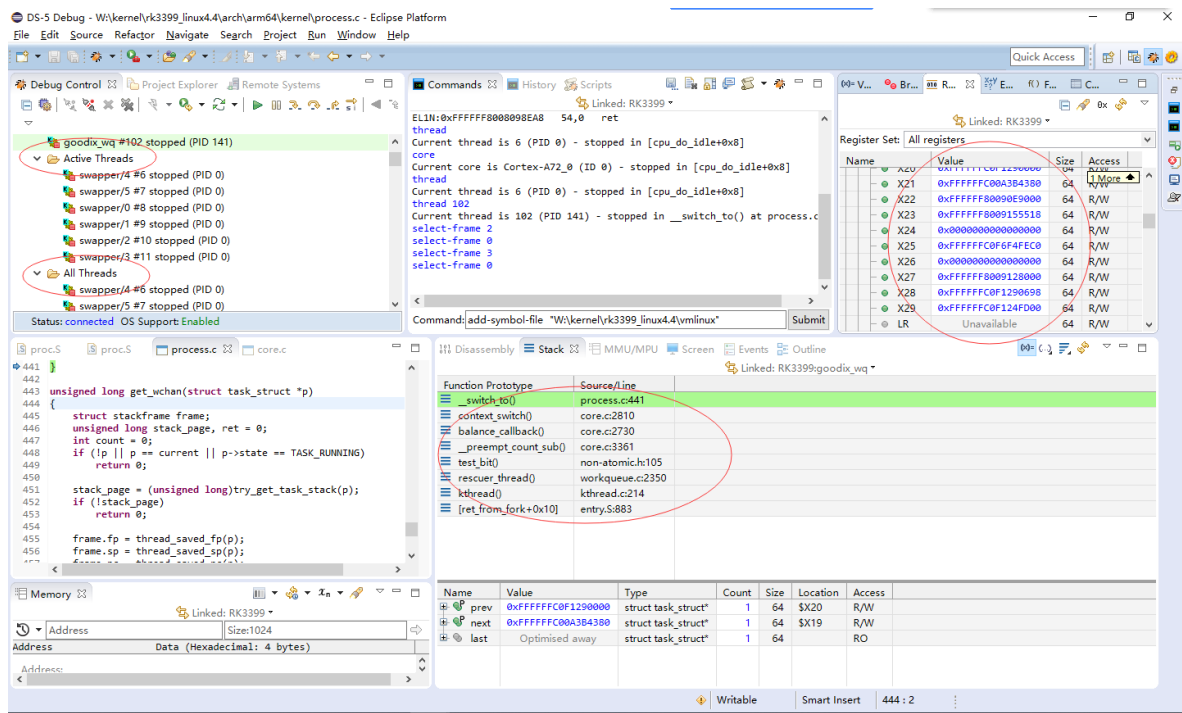 DS-5 Debug - W:\kernel\rk3399_linux4.4\arch\arm64\kernel\process.c - Eclipse Platform
File Edit Source Refactor Navigate Search Project Run Window Help
Quick Access
Debug Control Project Explorer Remote Systems
goodix_wq #102 stopped (PID 141)
Active Threads
swapper/4 #6 stopped (PID 0)
swapper/5 #7 stopped (PID 0)
swapper/0 #8 stopped (PID 0)
swapper/1 #9 stopped (PID 0)
swapper/2 #10 stopped (PID 0)
swapper/3 #11 stopped (PID 0)
All Threads
swapper/4 #6 stopped (PID 0)
swapper/5 #7 stopped (PID 0)
Status: connected OS Support: Enabled
Commands History Scripts
Linked: RK3399
EL1N:0xFFFFFF8008098EA8 54,0 ret
thread
Current thread is 6 (PID 0) - stopped in [cpu_do_idle+0x8]
core
Current core is Cortex-A72_0 (ID 0) - stopped in [cpu_do_idle+0x8]
thread
Current thread is 6 (PID 0) - stopped in [cpu_do_idle+0x8]
thread 102
Current thread is 102 (PID 141) - stopped in __switch_to() at process.c
select-frame 2
select-frame 0
select-frame 3
select-frame 0
Command: add-symbol-file "W:\kernel\rk3399_linux4.4\vmlinux" Submit
V... Br... R... E... F... C...
Linked: RK3399
Register Set: All registers
Name Value Size Access
X20 0xFFFFFFC0F1290000 64 R/W
1 More
X21 0xFFFFFFC00A3B4380 64 R/W
X22 0xFFFFFF80090E9000 64 R/W
X23 0xFFFFFF8009155518 64 R/W
X24 0x0000000000000000 64 R/W
X25 0xFFFFFFC0F6F4FEC0 64 R/W
X26 0x0000000000000000 64 R/W
X27 0xFFFFFF8009128000 64 R/W
X28 0xFFFFFFC0F1290698 64 R/W
X29 0xFFFFFFC0F124FD00 64 R/W
LR Unavailable 64 R/W
proc.S proc.S process.c core.c
441 }
442
443 unsigned long get_wchan(struct task_struct *p)
444 {
445 struct stackframe frame;
446 unsigned long stack_page, ret = 0;
447 int count = 0;
448 if (!p || p == current || p->state == TASK_RUNNING)
449 return 0;
450
451 stack_page = (unsigned long)try_get_task_stack(p);
452 if (!stack_page)
453 return 0;
454
455 frame.fp = thread_saved_fp(p);
456 frame.sp = thread_saved_sp(p);
Disassembly Stack MMU/MPU Screen Events Outline
Linked: RK3399:goodix_wq
Function Prototype Source/Line
__switch_to() process.c:441
context_switch() core.c:2810
balance_callback() core.c:2730
__preempt_count_sub() core.c:3361
test_bit() non-atomic.h:105
rescuer_thread() workqueue.c:2350
kthread() kthread.c:214
[ret_from_fork+0x10] entry.S:883
Memory
Linked: RK3399
Address Size:1024
Address Data (Hexadecimal: 4 bytes)
Address:
Name Value Type Count Size Location Access
prev 0xFFFFFFC0F1290000 struct task_struct* 1 64 $X20 R/W
next 0xFFFFFFC00A3B4380 struct task_struct* 1 64 $X19 R/W
last Optimised away struct task_struct* 1 64 RO
Writable Smart Insert 444 : 2